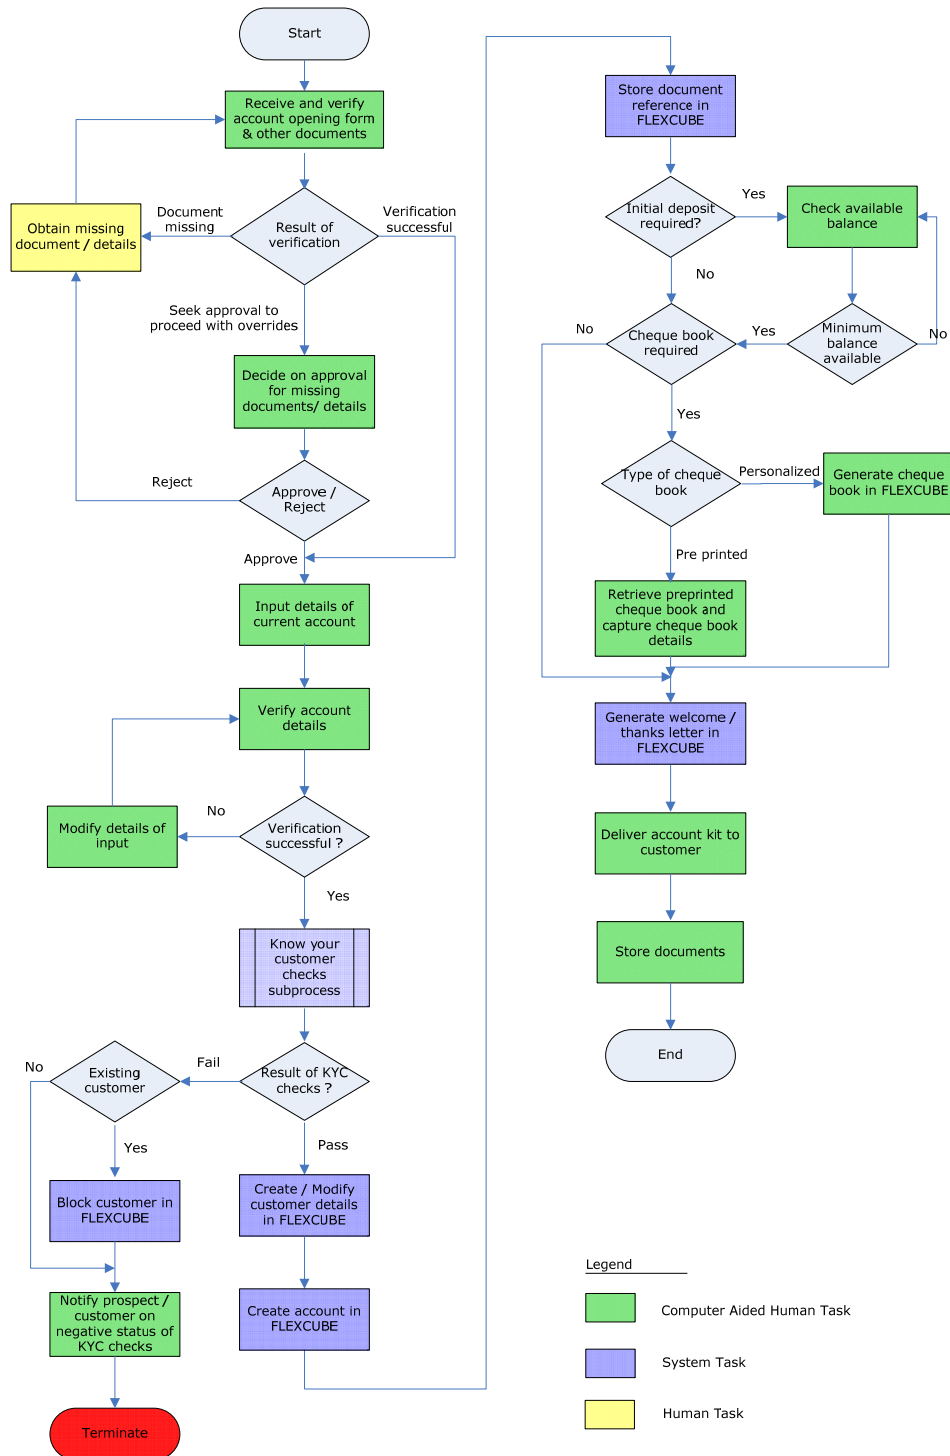 Start
Receive and verify
account opening form
& other documents
Document
missing
Verification
successful
Obtain missing
document / details
Result of
verification
Seek approval to
proceed with overrides
Decide on approval
for missing
documents/ details
Reject
Approve /
Reject
Approve
Input details of
current account
Verify account
details
No
Modify details of
input
Verification
successful ?
Yes
Know your
customer
checks
subprocess
No
Existing
customer
Fail
Result of KYC
checks ?
Yes
Pass
Block customer in
FLEXCUBE
Create / Modify
customer details
in FLEXCUBE
Notify prospect /
customer on
negative status of
KYC checks
Create account in
FLEXCUBE
Terminate
Store document
reference in
FLEXCUBE
Initial deposit
required?
Yes
Check available
balance
No
No
Cheque book
required
Yes
Minimum
balance
available
No
Yes
Type of cheque
book
Personalized
Generate cheque
book in FLEXCUBE
Pre printed
Retrieve preprinted
cheque book and
capture cheque book
details
Generate welcome /
thanks letter in
FLEXCUBE
Deliver account kit to
customer
Store documents
End
Legend
Computer Aided Human Task
System Task
Human Task